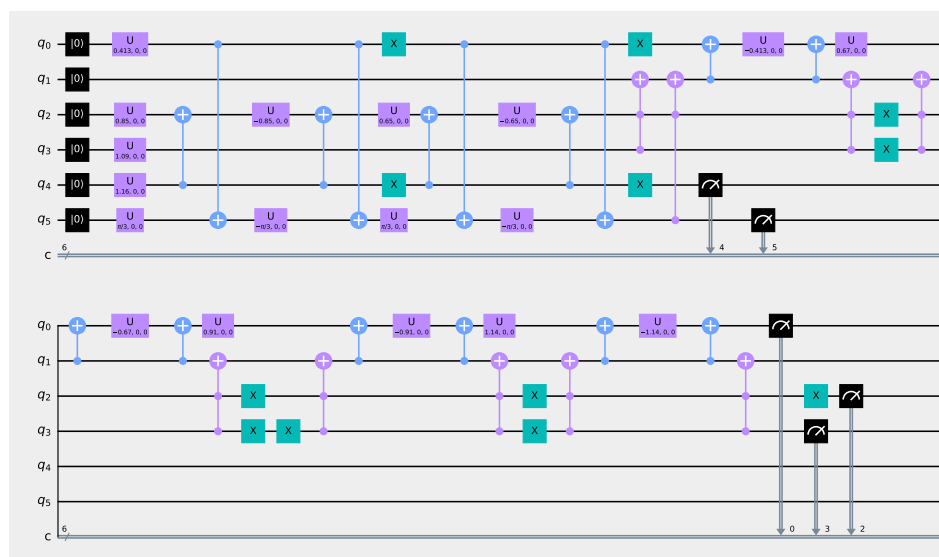 q0 |0⟩ U 0.413, 0, 0 X X U −0.413, 0, 0 U 0.67, 0, 0
q1 |0⟩
q2 |0⟩ U 0.85, 0, 0 U −0.85, 0, 0 U 0.65, 0, 0 U −0.65, 0, 0 X
q3 |0⟩ U 1.09, 0, 0 X
q4 |0⟩ U 1.16, 0, 0 X X
q5 |0⟩ U π/3, 0, 0 U −π/3, 0, 0 U π/3, 0, 0 U −π/3, 0, 0
c 6 4 5
q0 U −0.67, 0, 0 U 0.91, 0, 0 U −0.91, 0, 0 U 1.14, 0, 0 U −1.14, 0, 0
q1
q2 X X X
q3 X X X
q4
q5
c 6 0 3 2